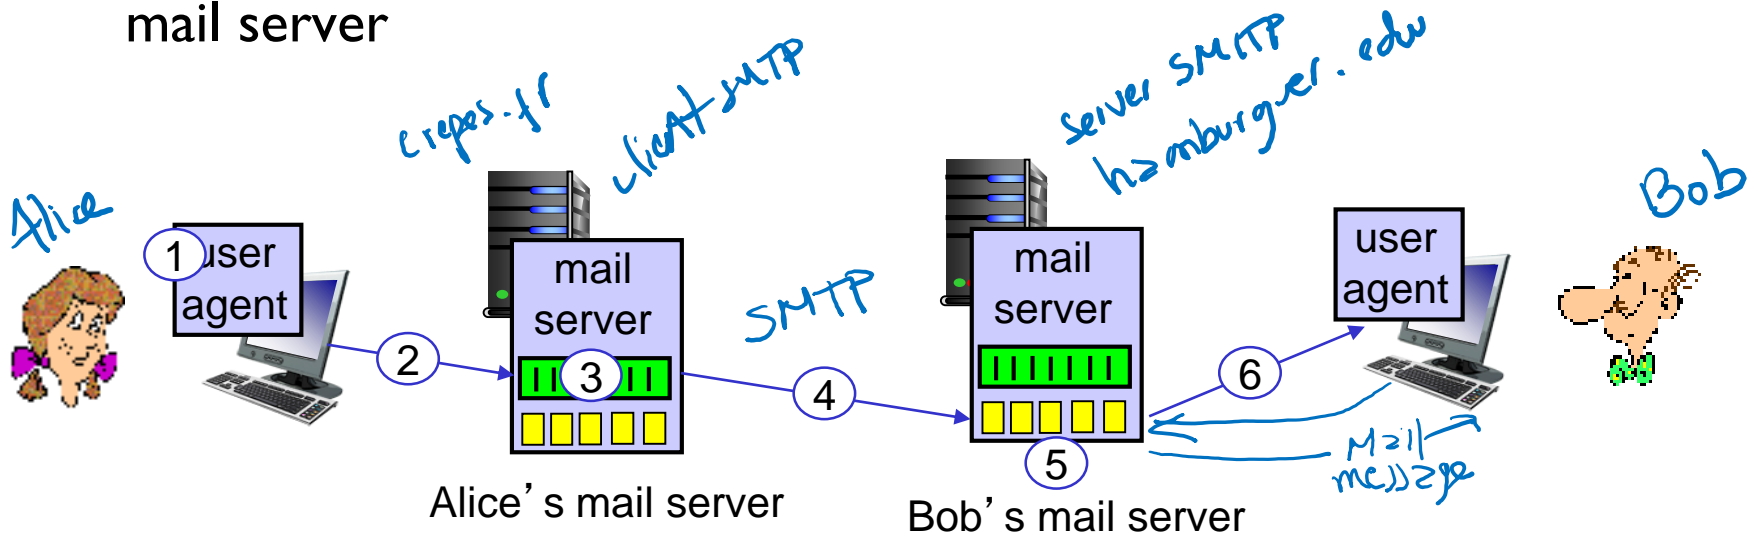 mail server
crepes.fr
client SMTP
server SMTP
hamburger.edu
Alice
Bob
1
user
agent
2
mail
server
3
SMTP
4
mail
server
5
6
user
agent
Mail
message
Alice's mail server
Bob's mail server